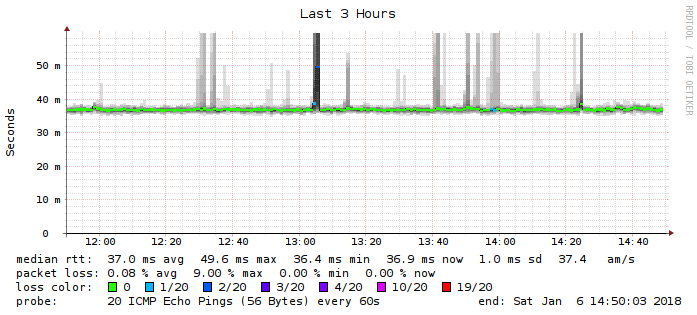 Last 3 Hours
RRDTOOL / TOBI OETIKER
Seconds
50 m
40 m
30 m
20 m
10 m
0
12:00 12:20 12:40 13:00 13:20 13:40 14:00 14:20 14:40
median rtt: 37.0 ms avg 49.6 ms max 36.4 ms min 36.9 ms now 1.0 ms sd 37.4 am/s
packet loss: 0.08 % avg 9.00 % max 0.00 % min 0.00 % now
loss color: 0 1/20 2/20 3/20 4/20 10/20 19/20
probe: 20 ICMP Echo Pings (56 Bytes) every 60s end: Sat Jan 6 14:50:03 2018